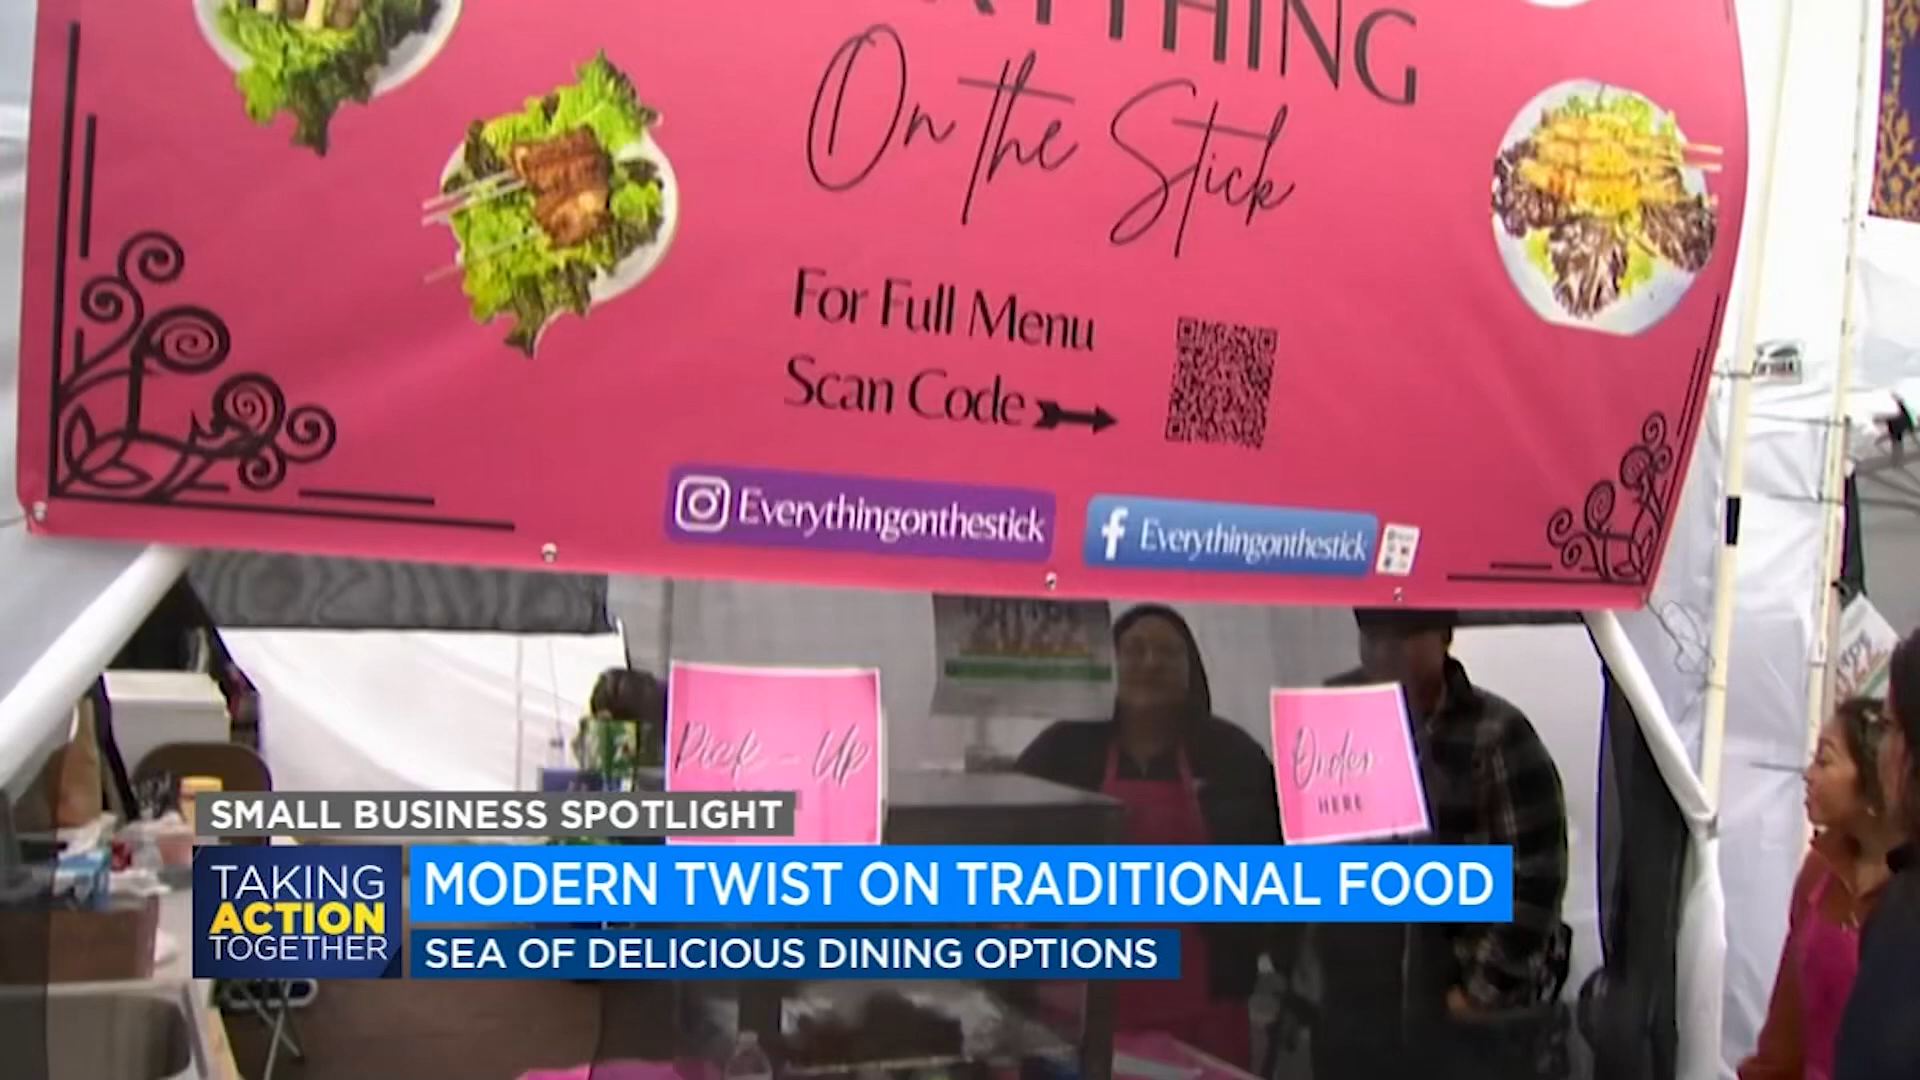 On the Stick
For Full Menu
Scan Code
Everythingonthestick
Everythingonthestick
Pick - Up
Order
HERE
SMALL BUSINESS SPOTLIGHT
TAKING
ACTION
TOGETHER
MODERN TWIST ON TRADITIONAL FOOD
SEA OF DELICIOUS DINING OPTIONS